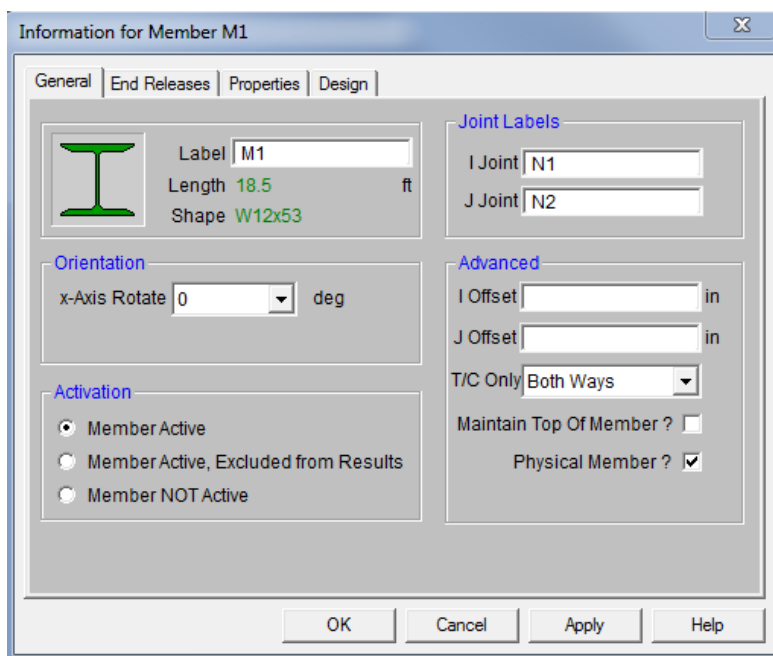 Information for Member M1
General
End Releases
Properties
Design
Label M1
Length 18.5 ft
Shape W12x53
Joint Labels
I Joint N1
J Joint N2
Orientation
x-Axis Rotate 0 deg
Advanced
I Offset in
J Offset in
T/C Only Both Ways
Maintain Top Of Member ?
Physical Member ?
Activation
Member Active
Member Active, Excluded from Results
Member NOT Active
OK
Cancel
Apply
Help